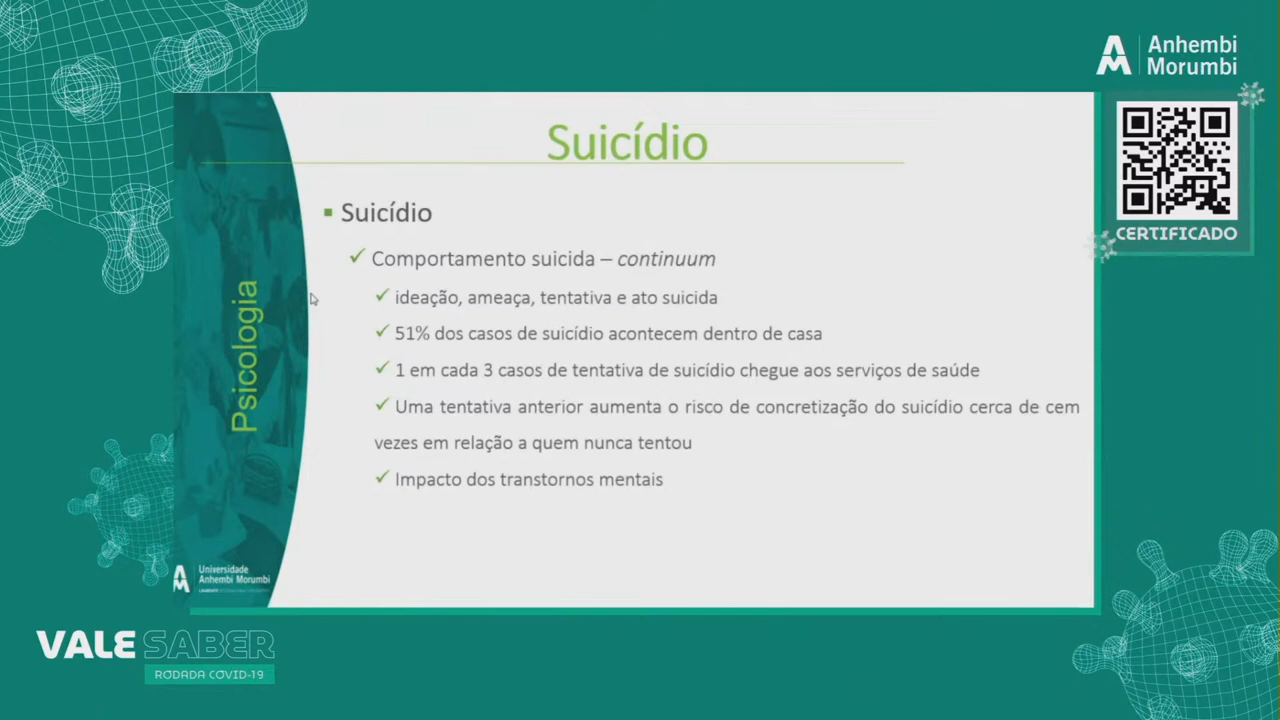 Anhembi
Morumbi
Suicídio
Suicídio
Comportamento suicida – continuum
ideação, ameaça, tentativa e ato suicida
51% dos casos de suicídio acontecem dentro de casa
1 em cada 3 casos de tentativa de suicídio chegue aos serviços de saúde
Uma tentativa anterior aumenta o risco de concretização do suicídio cerca de cem
vezes em relação a quem nunca tentou
Impacto dos transtornos mentais
Psicologia
Universidade
Anhembi Morumbi
CERTIFICADO
VALE SABER
RODADA COVID-19